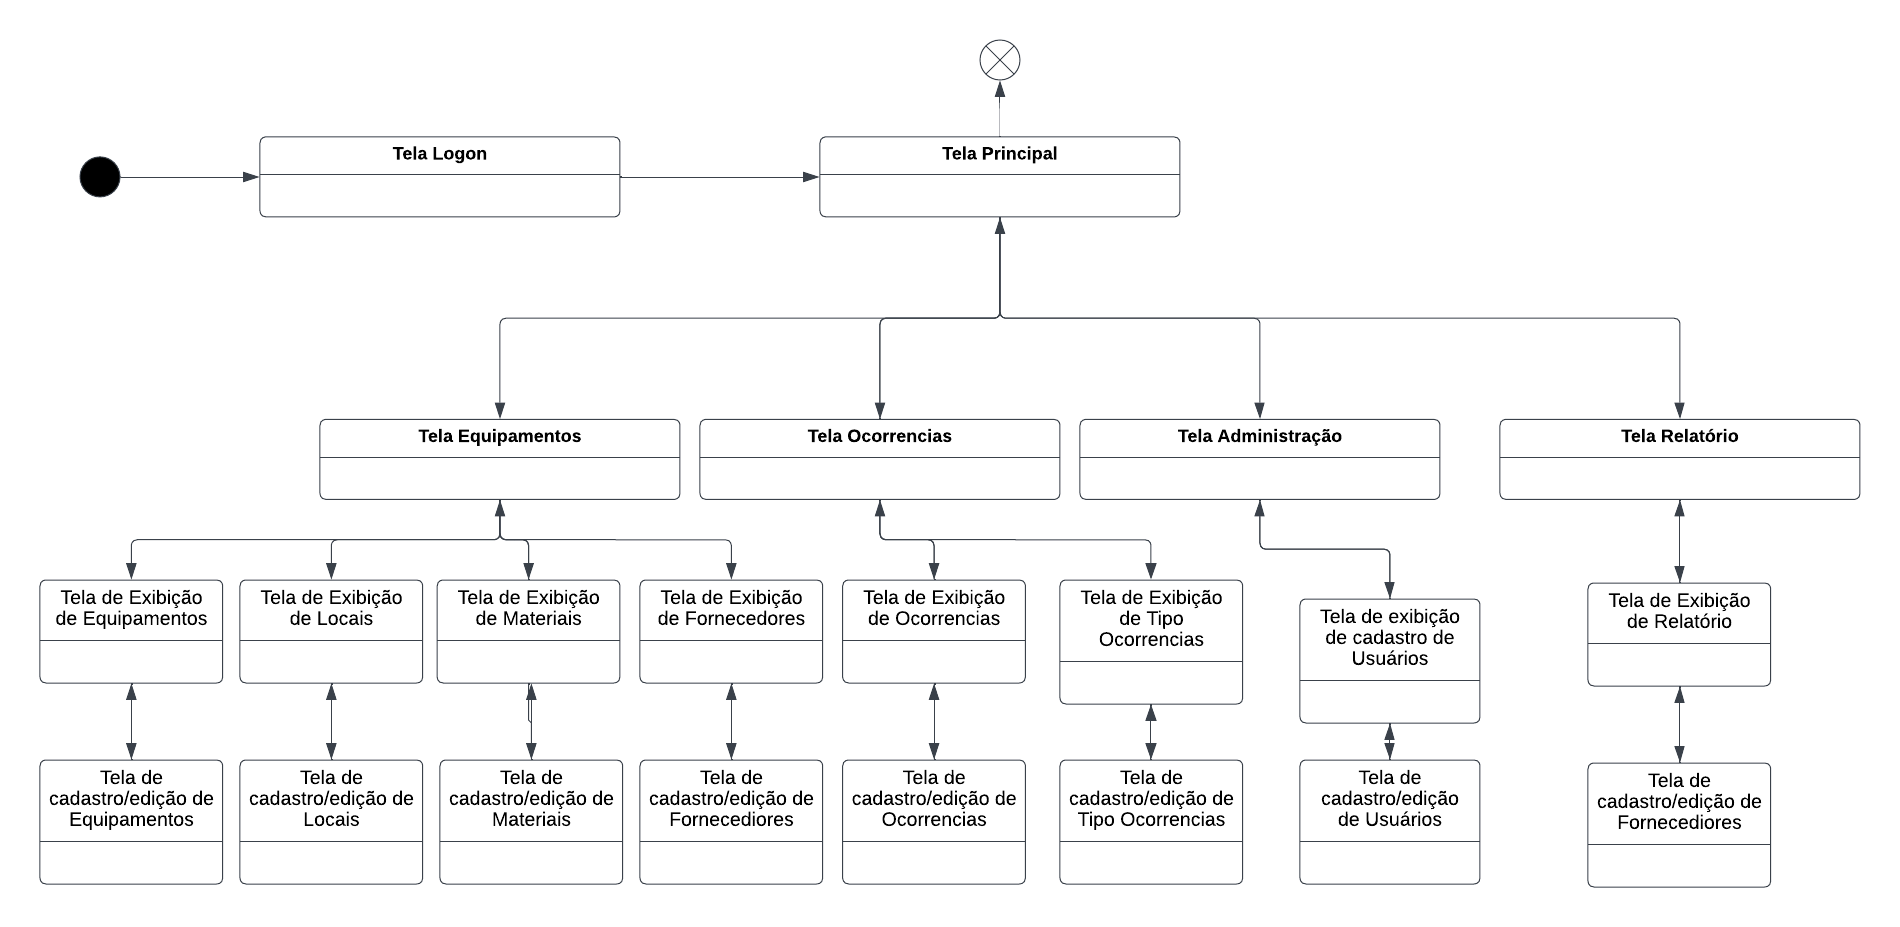 Tela Logon
Tela Principal
Tela Equipamentos
Tela Ocorrencias
Tela Administração
Tela Relatório
Tela de Exibição
de Equipamentos
Tela de Exibição
de Locais
Tela de Exibição
de Materiais
Tela de Exibição
de Fornecedores
Tela de Exibição
de Ocorrencias
Tela de Exibição
de Tipo
Ocorrencias
Tela de exibição
de cadastro de
Usuários
Tela de Exibição
de Relatório
Tela de
cadastro/edição de
Equipamentos
Tela de
cadastro/edição de
Locais
Tela de
cadastro/edição de
Materiais
Tela de
cadastro/edição de
Fornecediores
Tela de
cadastro/edição de
Ocorrencias
Tela de
cadastro/edição de
Tipo Ocorrencias
Tela de
cadastro/edição
de Usuários
Tela de
cadastro/edição de
Fornecediores